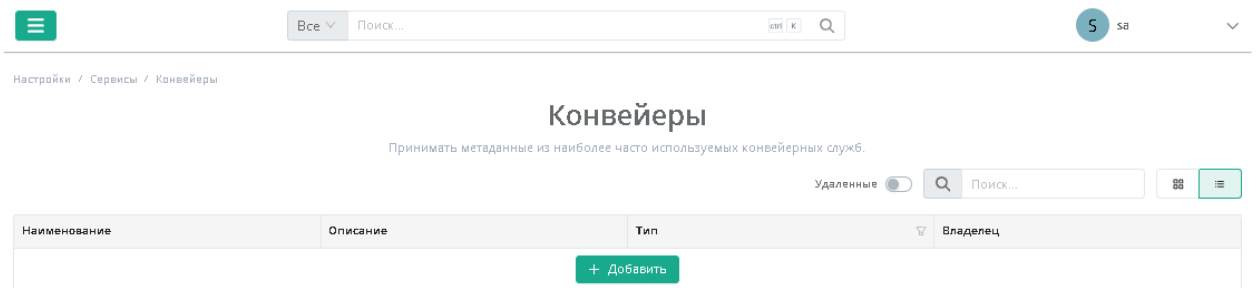 Все Поиск... ctrl K S sa
Настройки / Сервисы / Конвейеры
Конвейеры
Принимать метаданные из наиболее часто используемых конвейерных служб.
Удаленные Поиск...
Наименование Описание Тип Владелец
+ Добавить